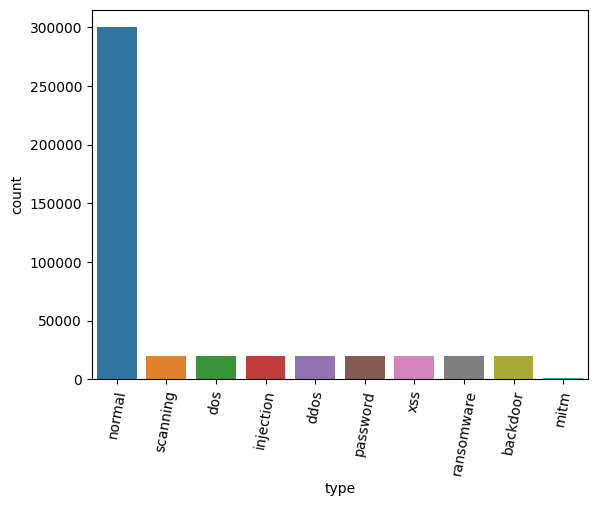 300000
250000
200000
150000
100000
50000
0
count
normal
scanning
dos
injection
ddos
password
xss
ransomware
backdoor
mitm
type